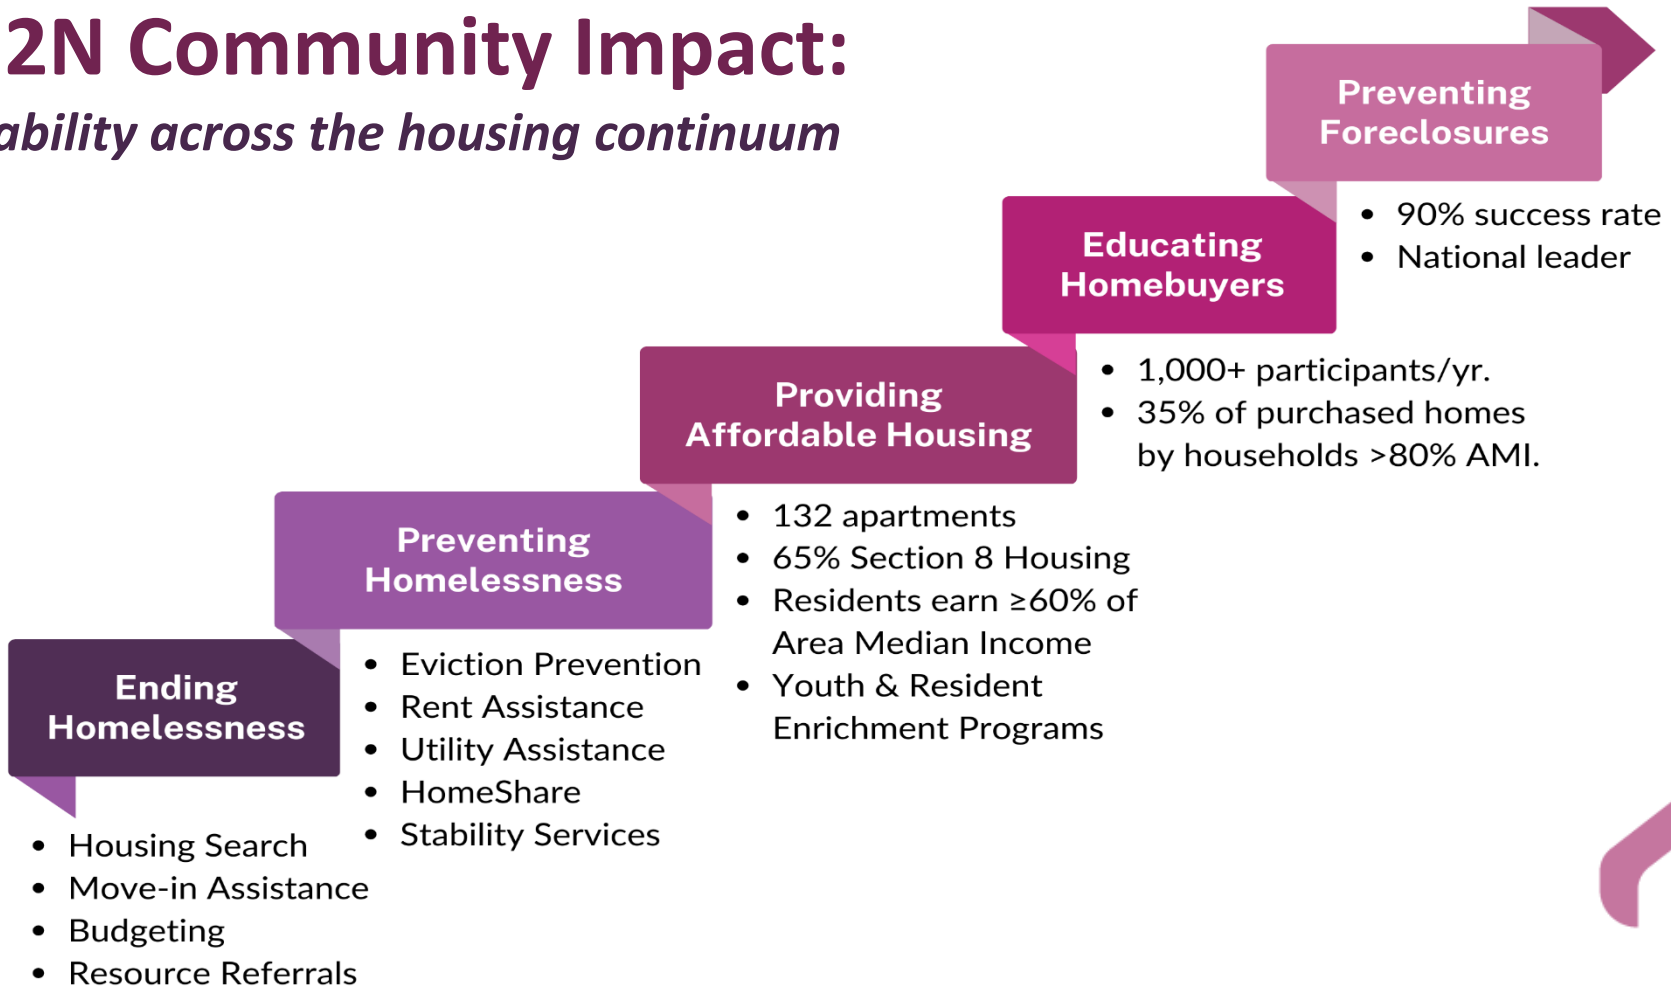 2N Community Impact:
ability across the housing continuum
Preventing
Foreclosures
• 90% success rate
• National leader
Educating
Homebuyers
• 1,000+ participants/yr.
• 35% of purchased homes
by households >80% AMI.
Providing
Affordable Housing
• 132 apartments
• 65% Section 8 Housing
• Residents earn ≥60% of
Area Median Income
• Youth & Resident
Enrichment Programs
Preventing
Homelessness
• Eviction Prevention
• Rent Assistance
• Utility Assistance
• HomeShare
• Stability Services
Ending
Homelessness
• Housing Search
• Move-in Assistance
• Budgeting
• Resource Referrals